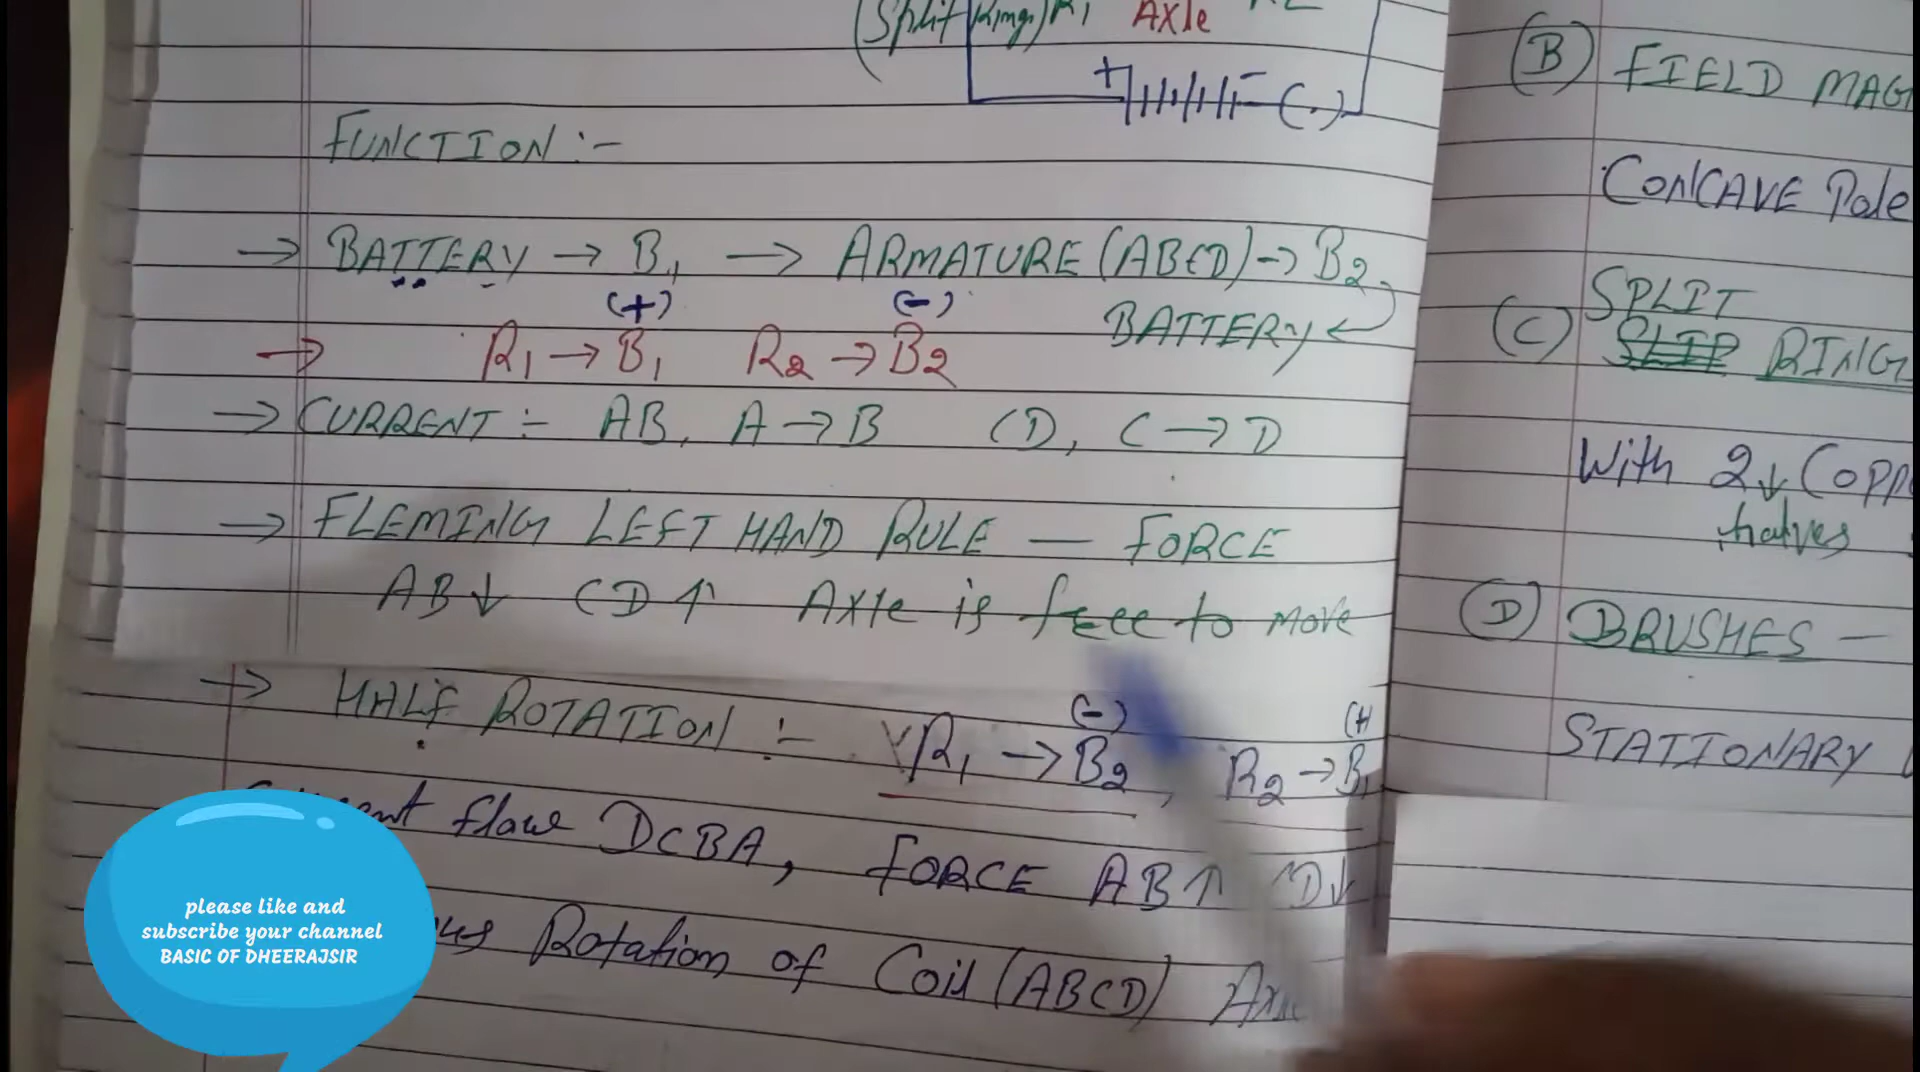 (Split Rings) R1 Axle R2
+ - (-)
FUNCTION :-
→ BATTERY → B1 → ARMATURE (ABCD) → B2
BATTERY ↵
(+) (-)
→ R1 → B1 R2 → B2
→ CURRENT :- AB, A → B CD, C → D
→ FLEMING LEFT HAND RULE — FORCE
AB↓ CD↑ Axle is free to move
→ HALF ROTATION :- R1 → B2, R2 → B1
(-) (+
flow DCBA, FORCE AB↑ CD↓
Rotation of Coil (ABCD)
(B) FIELD MAG
CONCAVE Pole
SPLIT
(C) SLIP RING
With 2↓ (opp
halves
(D) BRUSHES —
STATIONARY
please like and
subscribe your channel
BASIC OF DHEERAJSIR